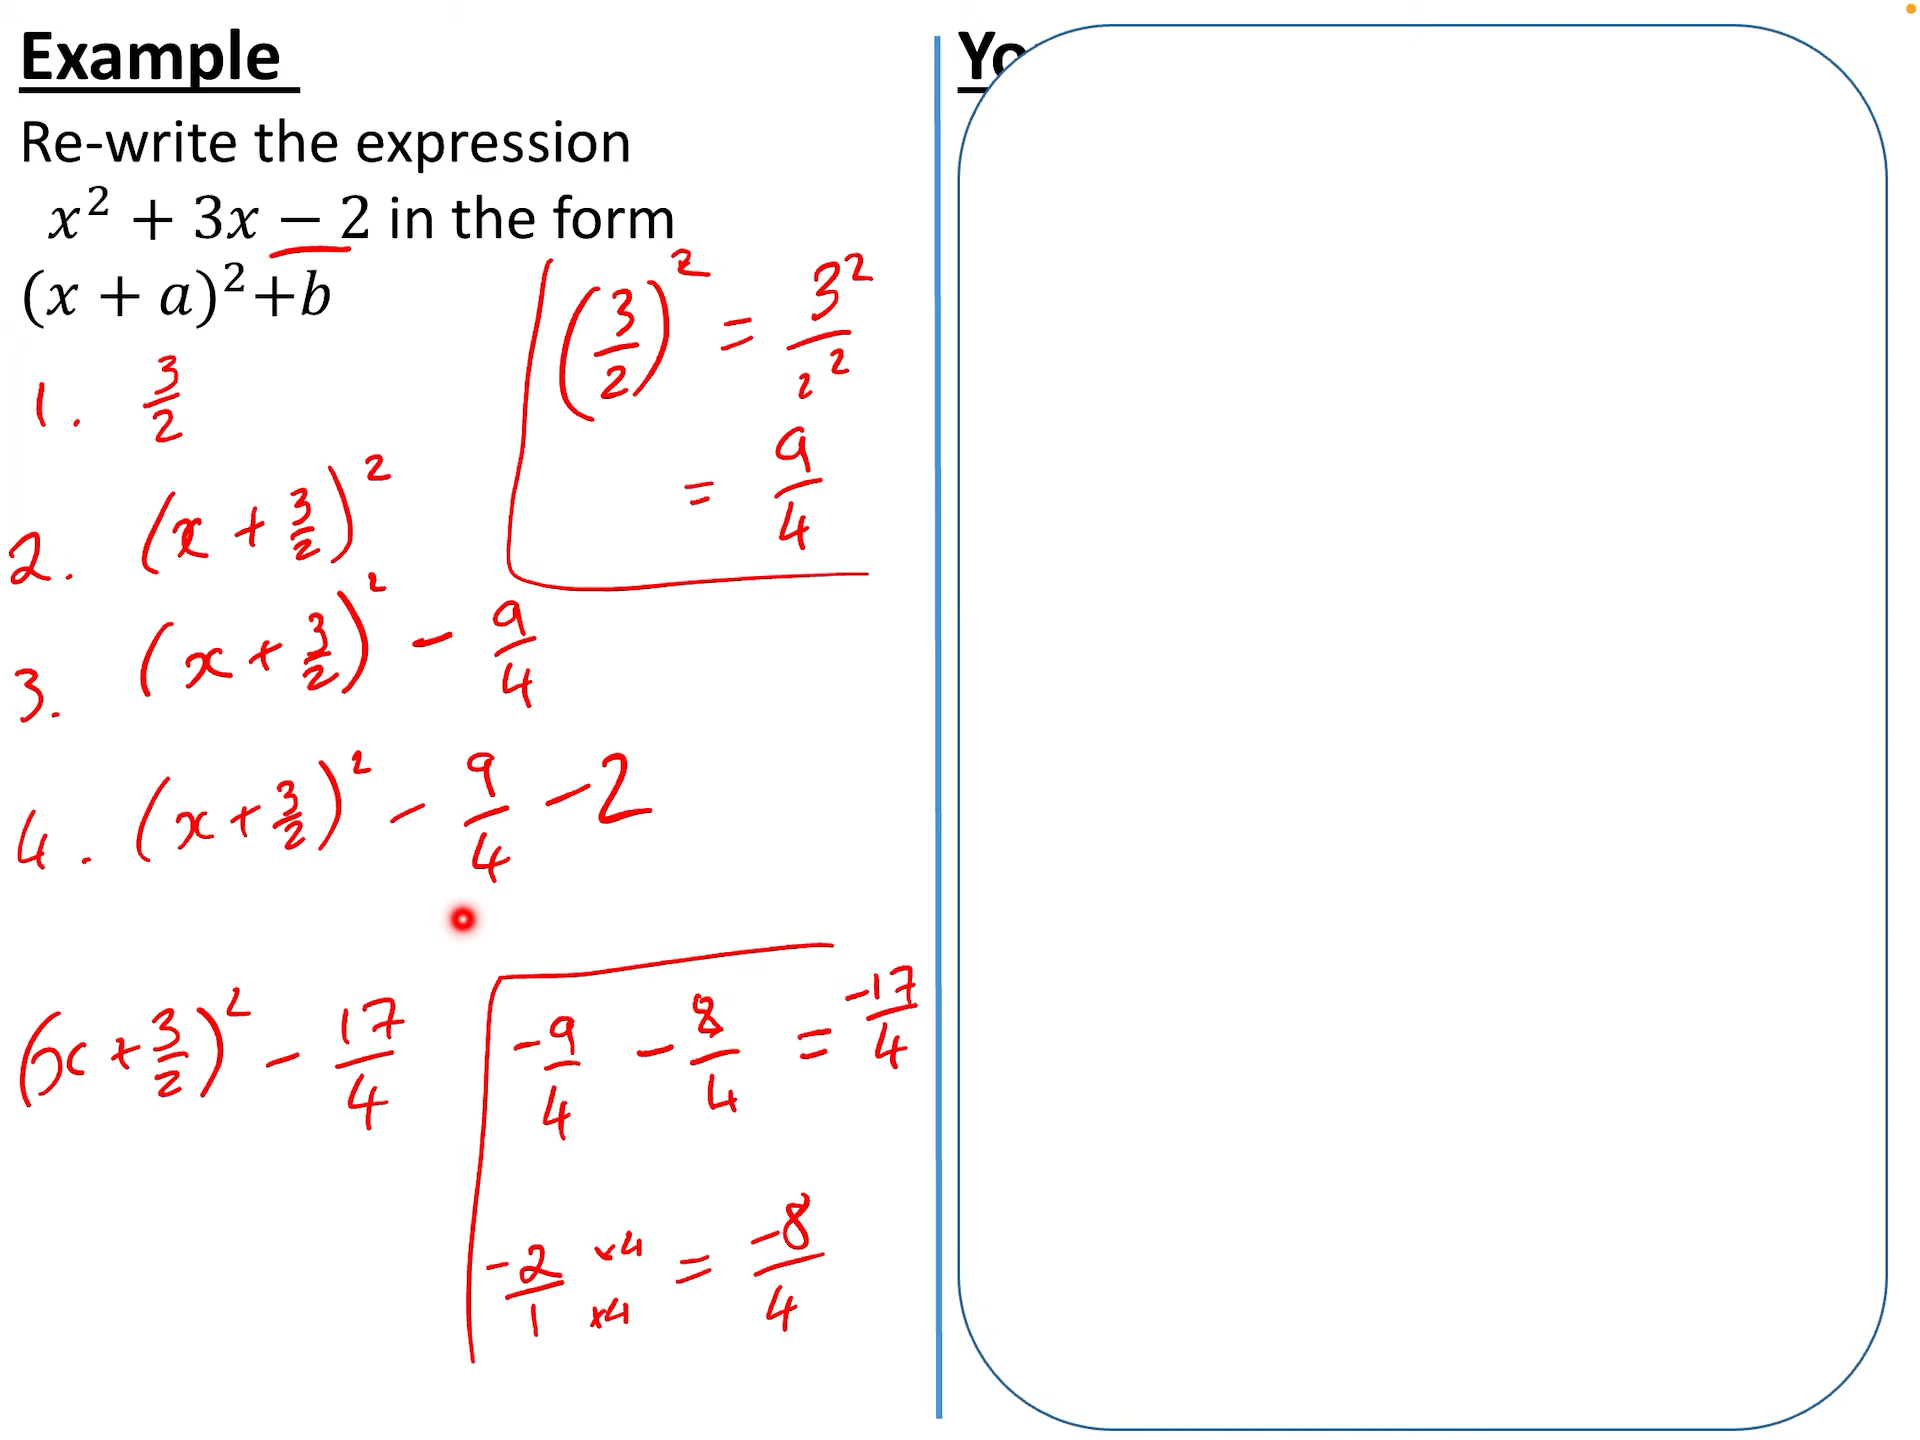 Example
Re-write the expression
x² + 3x − 2 in the form
(x + a)²+b
1. 3/2
2. (x + 3/2)²
3. (x + 3/2)² - 9/4
4. (x + 3/2)² - 9/4 - 2
(x + 3/2)² - 17/4
(3/2)² = 3²/2²
= 9/4
-9/4 - 8/4 = -17/4
-2/1 ×4 ×4 = -8/4
Yo